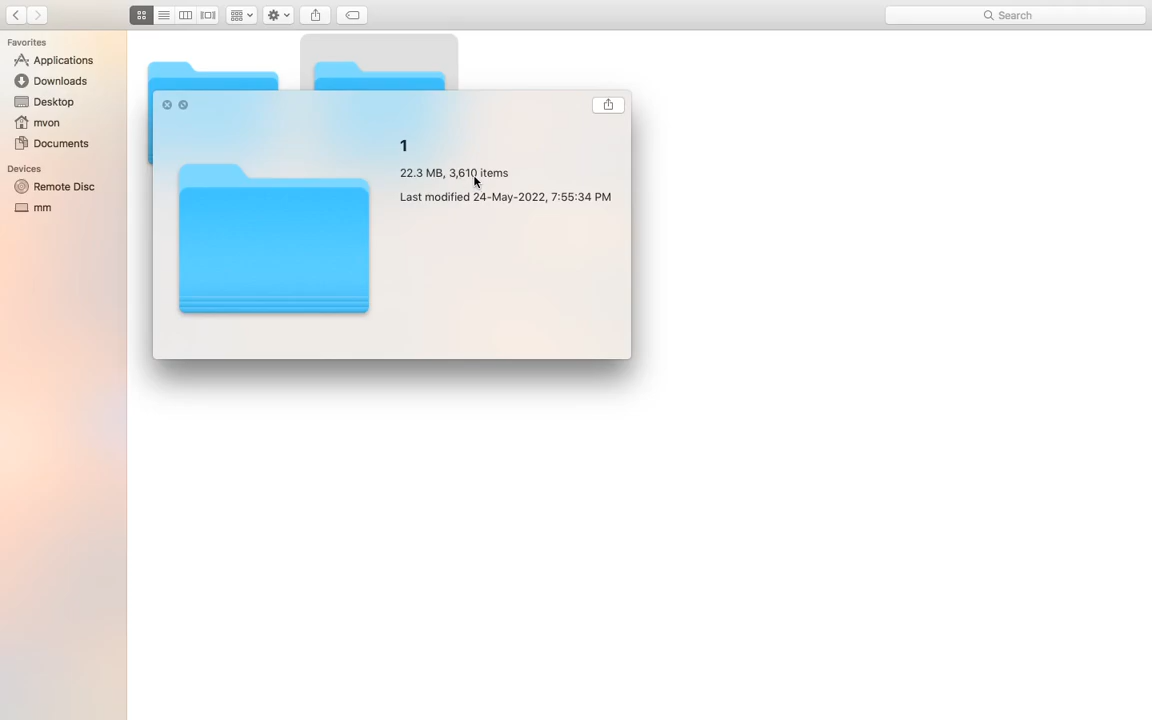 Search
Favorites
Applications
Downloads
Desktop
mvon
Documents
Devices
Remote Disc
mm
1
22.3 MB, 3,610 items
Last modified 24-May-2022, 7:55:34 PM